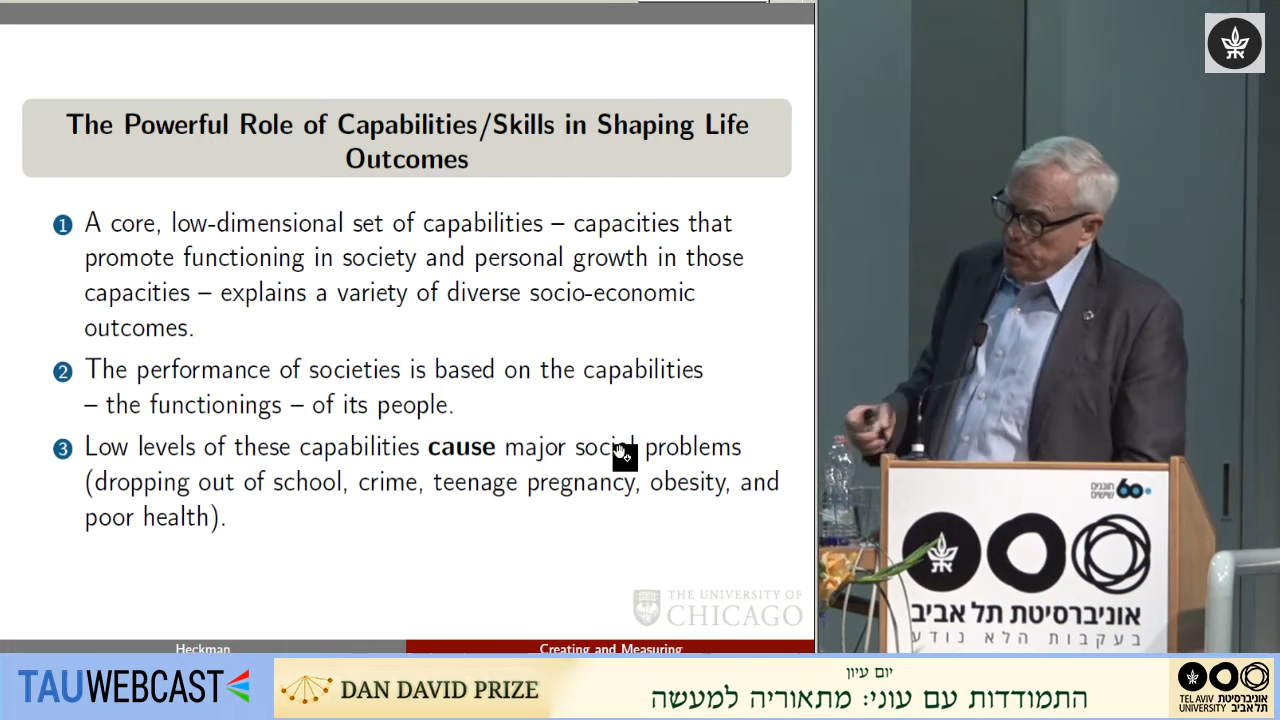 The Powerful Role of Capabilities/Skills in Shaping Life
Outcomes
1 A core, low-dimensional set of capabilities – capacities that
promote functioning in society and personal growth in those
capacities – explains a variety of diverse socio-economic
outcomes.
2 The performance of societies is based on the capabilities
– the functionings – of its people.
3 Low levels of these capabilities cause major social problems
(dropping out of school, crime, teenage pregnancy, obesity, and
poor health).
THE UNIVERSITY OF
CHICAGO
Heckman
Creating and Measuring
חוגגים
שישים
60
אוניברסיטת תל אביב
בעקבות הלא נודע
TAUWEBCAST
DAN DAVID PRIZE
יום עיון
התמודדות עם עוני: מתאוריה למעשה
TEL AVIV אוניברסיטת
UNIVERSITY תל אביב